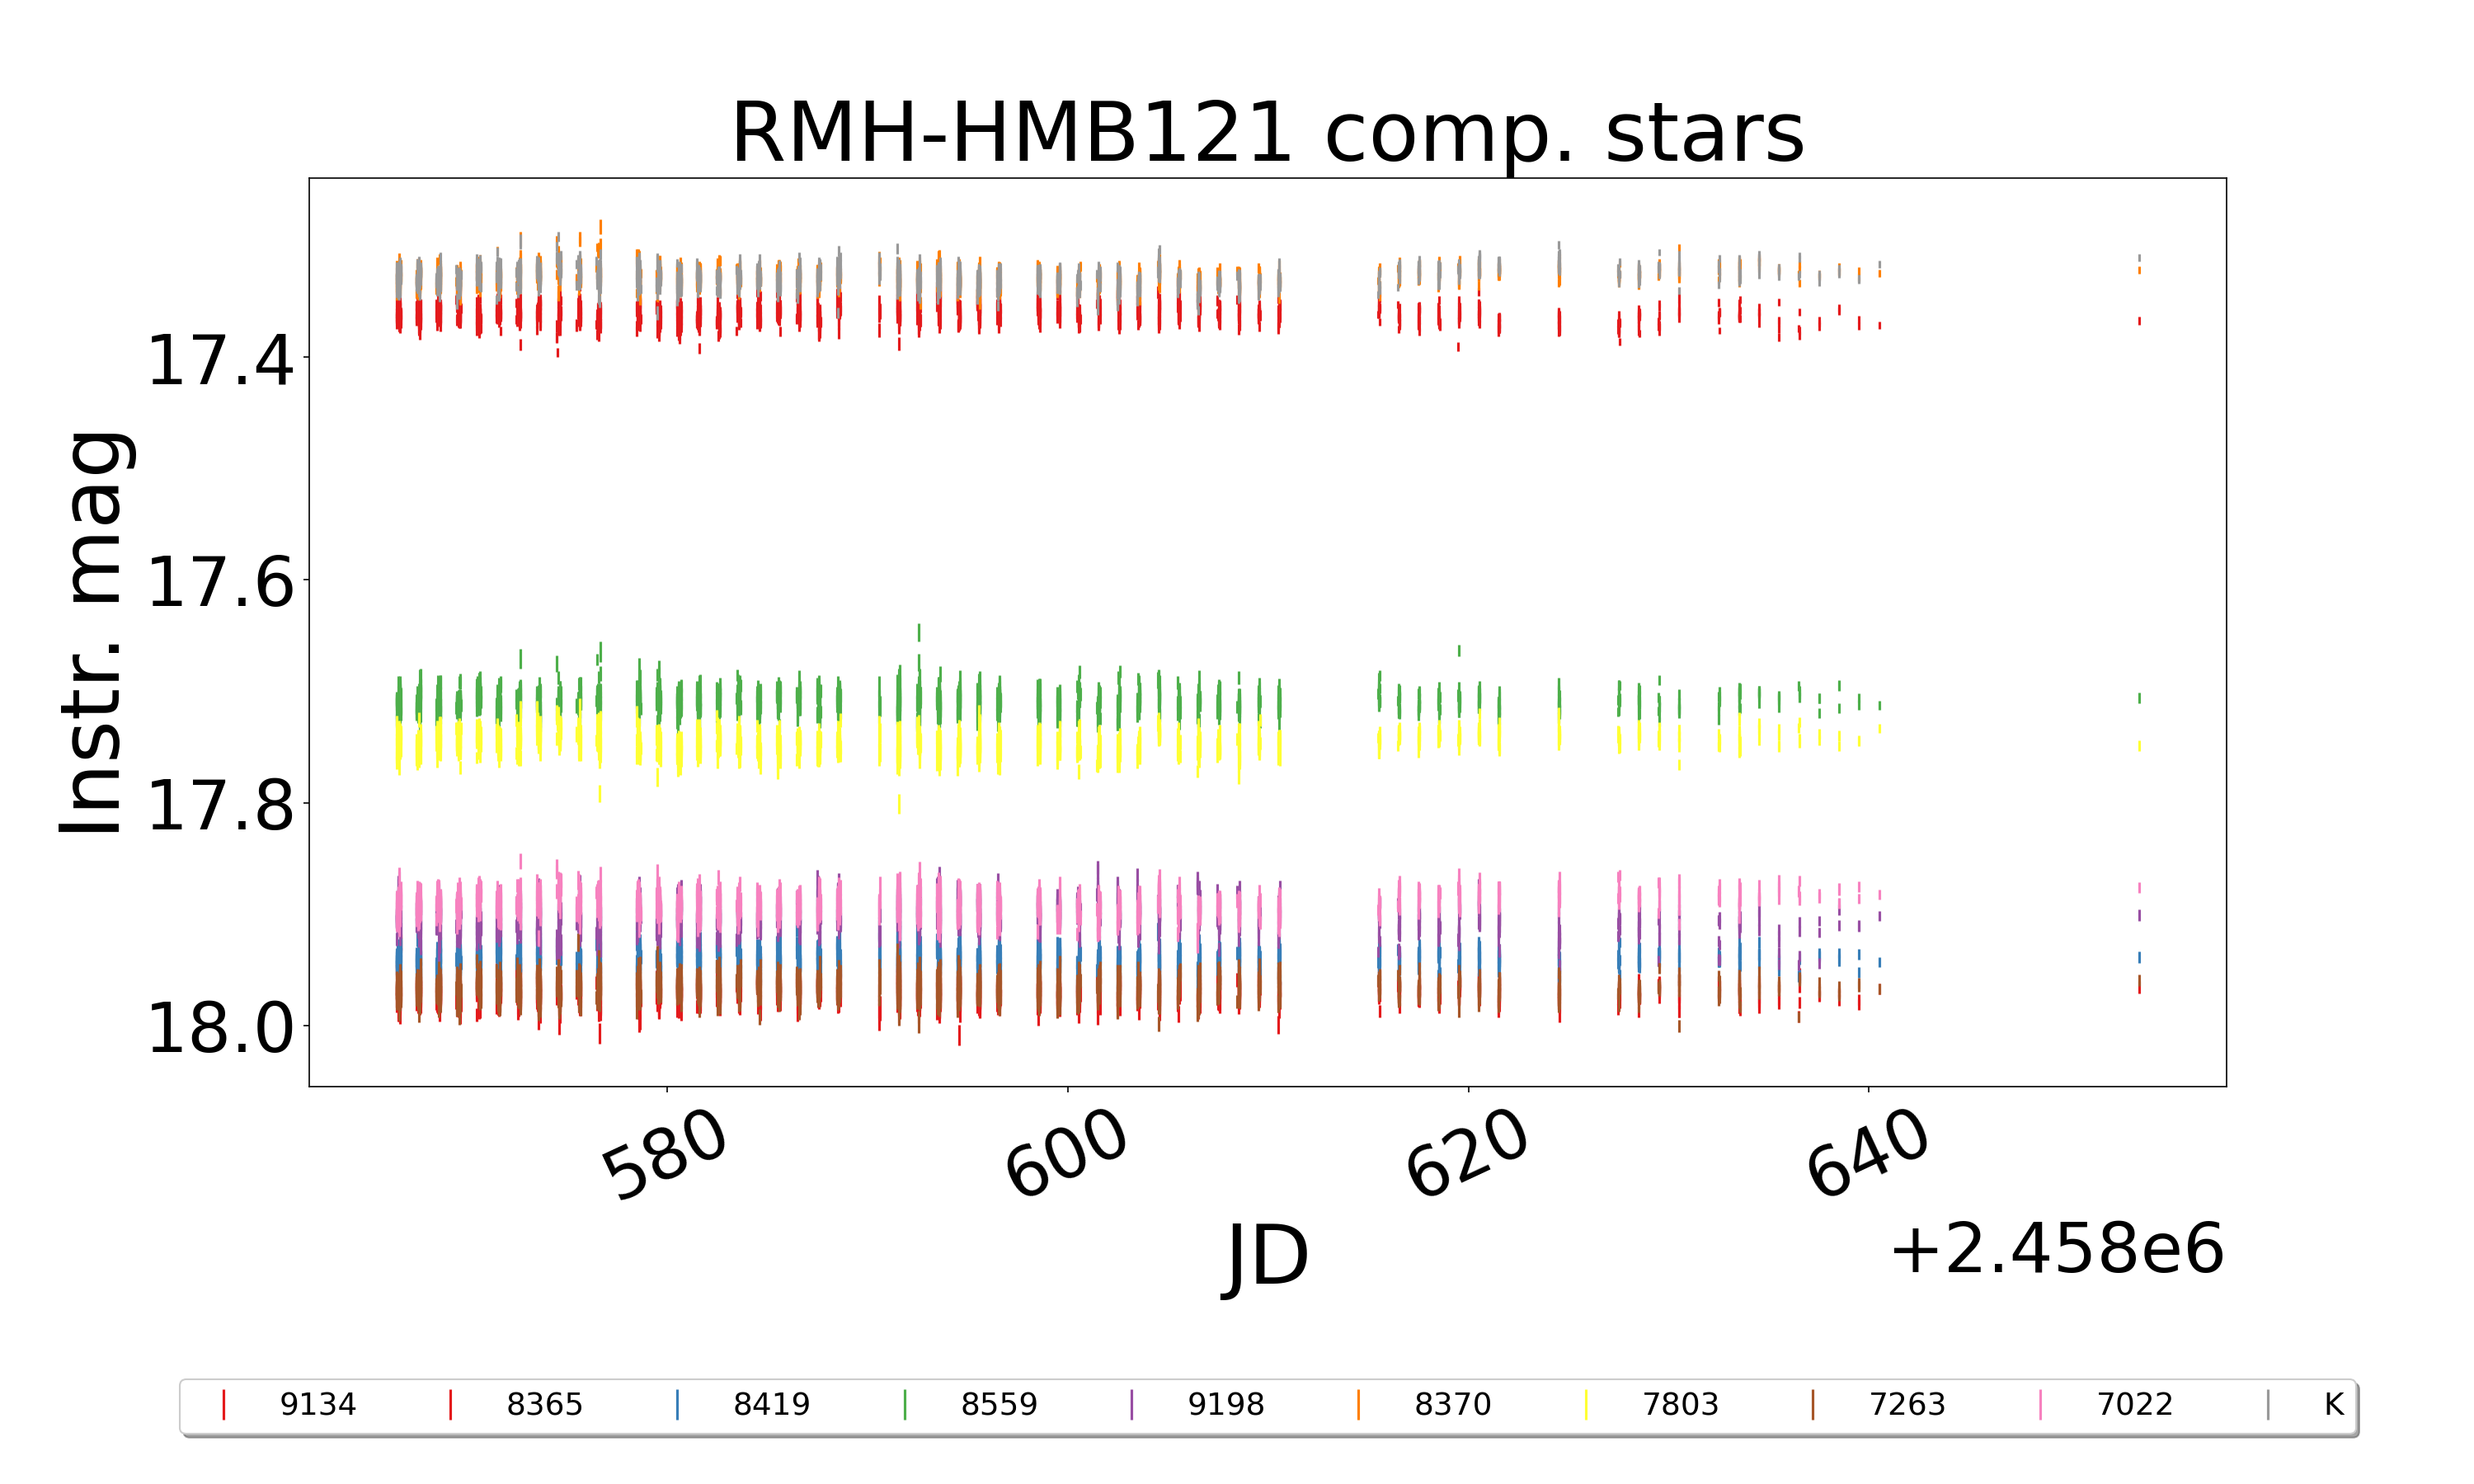 RMH-HMB121 comp. stars
Instr. mag
17.4
17.6
17.8
18.0
580 600 620 640
JD
+2.458e6
9134 8365 8419 8559 9198 8370 7803 7263 7022 K